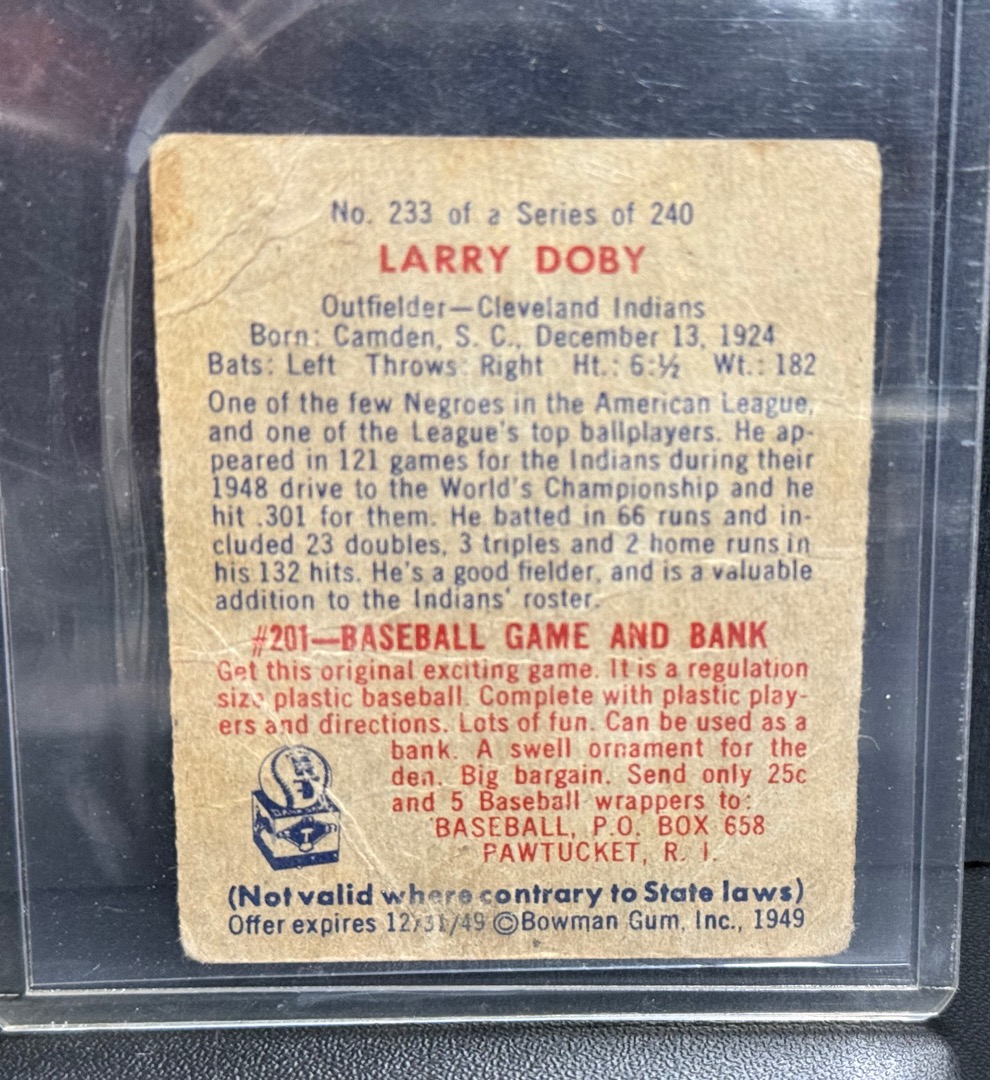 No. 233 of a Series of 240
LARRY DOBY
Outfielder—Cleveland Indians
Born: Camden, S. C., December 13, 1924
Bats: Left Throws: Right Ht.: 6:½ Wt.: 182
One of the few Negroes in the American League,
and one of the League's top ballplayers. He ap-
peared in 121 games for the Indians during their
1948 drive to the World's Championship and he
hit .301 for them. He batted in 66 runs and in-
cluded 23 doubles, 3 triples and 2 home runs in
his 132 hits. He's a good fielder, and is a valuable
addition to the Indians' roster.
#201—BASEBALL GAME AND BANK
Get this original exciting game. It is a regulation
size plastic baseball. Complete with plastic play-
ers and directions. Lots of fun. Can be used as a
bank. A swell ornament for the
den. Big bargain. Send only 25c
and 5 Baseball wrappers to:
BASEBALL, P.O. BOX 658
PAWTUCKET, R. I.
(Not valid where contrary to State laws)
Offer expires 12/31/49 ©Bowman Gum, Inc., 1949